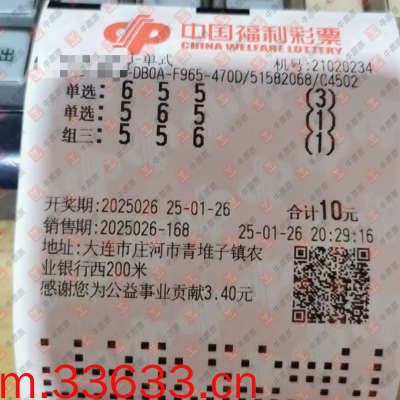 中国福利彩票
CHINA WELFARE LOTTERY
单式 机号:21020234
-DB0A-F965-470D/51582068/C4502
单选: 6 5 5 (3)
单选: 5 6 5 (1)
组三: 5 5 6 (1)
开奖期:2025026 25-01-26 合计10元
销售期:2025026-168 25-01-26 20:29:16
地址:大连市庄河市青堆子镇农
业银行西200米
感谢您为公益事业贡献3.40元
m.33633.cn